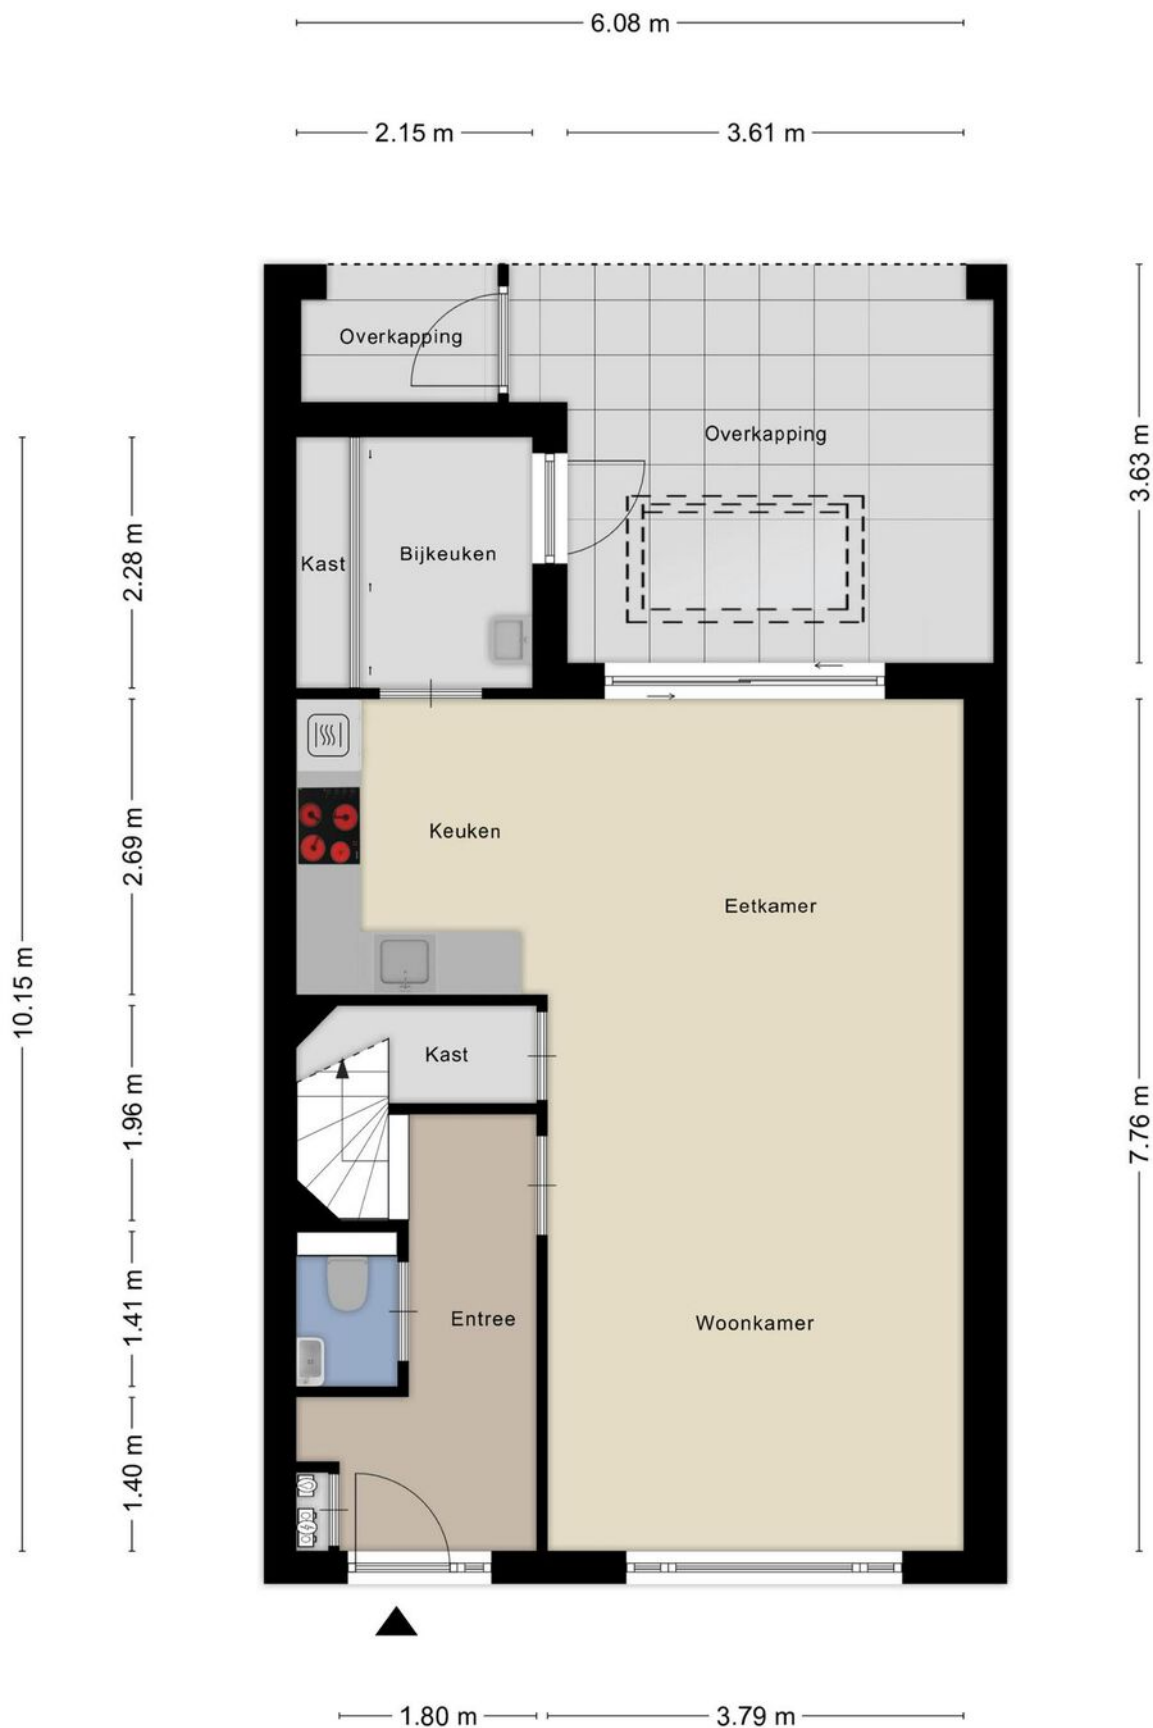 6.08 m
2.15 m
3.61 m
Overkapping
Overkapping
3.63 m
2.28 m
Kast
Bijkeuken
2.69 m
Keuken
Eetkamer
10.15 m
Kast
1.96 m
7.76 m
1.41 m
Entree
Woonkamer
1.40 m
1.80 m
3.79 m